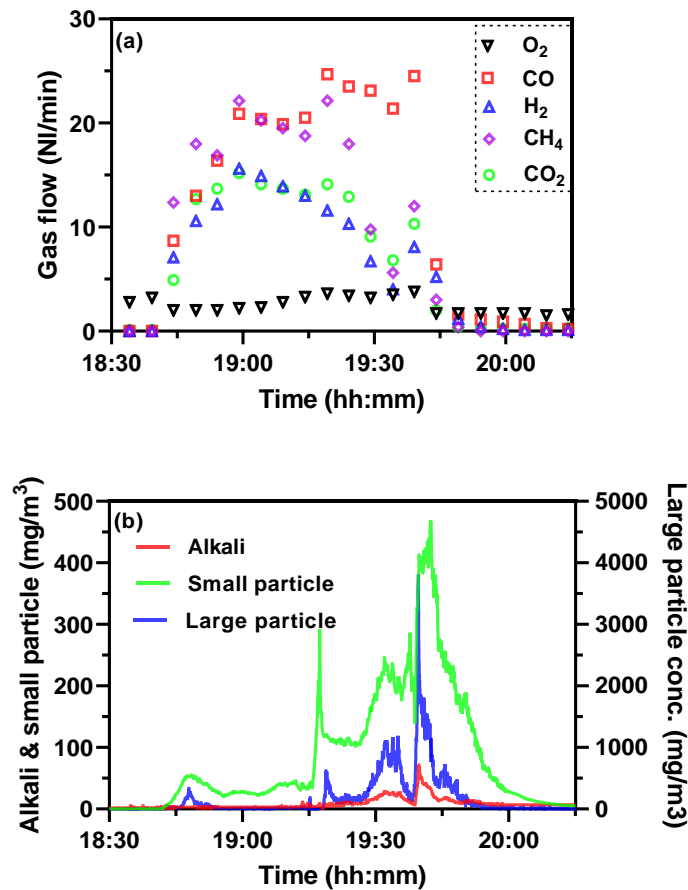 (a)
O2
CO
H2
CH4
CO2
30
20
10
0
Gas flow (Nl/min)
18:30 19:00 19:30 20:00
Time (hh:mm)
(b)
Alkali
Small particle
Large particle
500
400
300
200
100
0
Alkali & small particle (mg/m3)
5000
4000
3000
2000
1000
0
Large particle conc. (mg/m3)
18:30 19:00 19:30 20:00
Time (hh:mm)